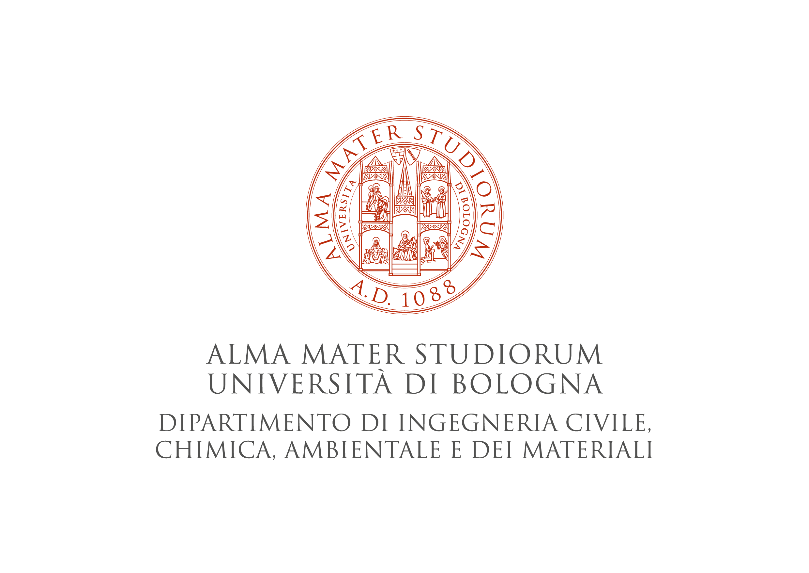 ALMA MATER STUDIORUM
UNIVERSITÀ DI BOLOGNA
A.D. 1088
ALMA MATER STUDIORUM
UNIVERSITÀ DI BOLOGNA
DIPARTIMENTO DI INGEGNERIA CIVILE,
CHIMICA, AMBIENTALE E DEI MATERIALI